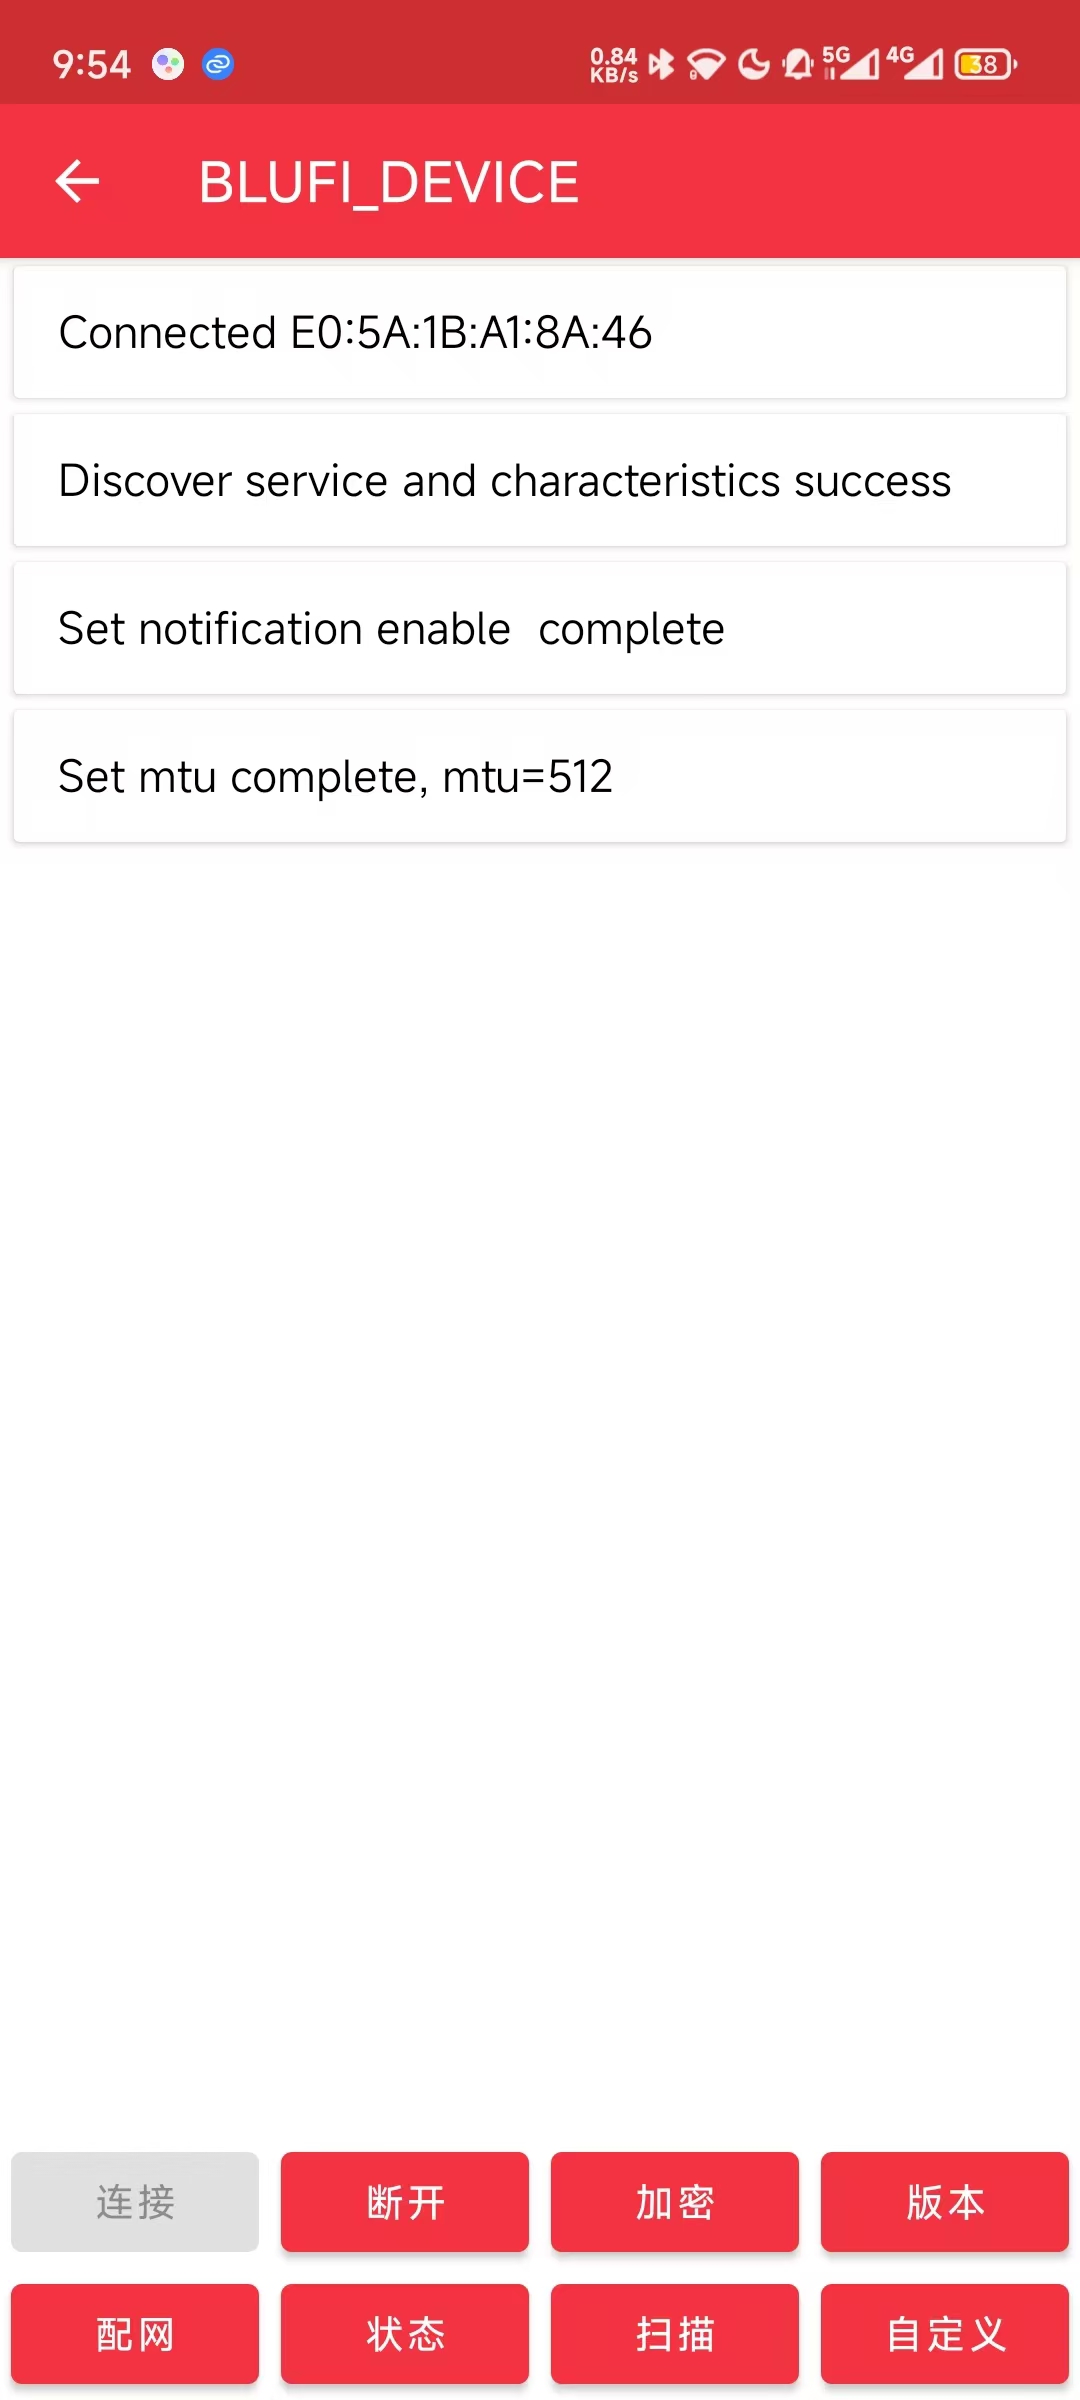 9:54 0.84 KB/s 5G 4G 38
BLUFI_DEVICE
Connected E0:5A:1B:A1:8A:46
Discover service and characteristics success
Set notification enable  complete
Set mtu complete, mtu=512
连接 断开 加密 版本
配网 状态 扫描 自定义